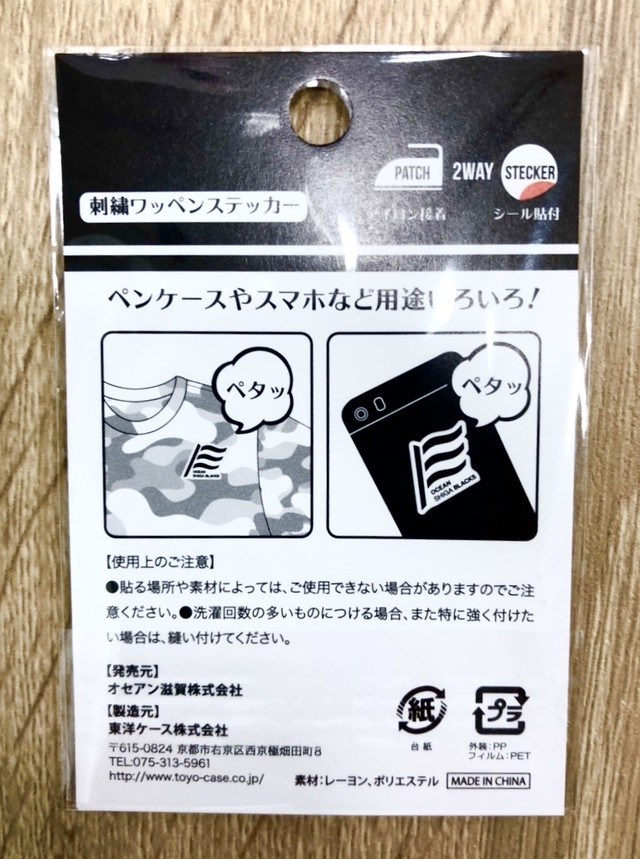 PATCH
2WAY
STECKER
刺繍ワッペンステッカー
アイロン接着
シール貼付
ペンケースやスマホなど用途いろいろ!
ペタッ
ペタッ
OCEAN
SHIGA BLACKS
OCEAN
SHIGA BLACKS
【使用上のご注意】
●貼る場所や素材によっては、ご使用できない場合がありますのでご注
意ください。●洗濯回数の多いものにつける場合、また特に強く付けた
い場合は、縫い付けてください。
【発売元】
オセアン滋賀株式会社
【製造元】
東洋ケース株式会社
〒615-0824 京都市右京区西京極畑田町8
TEL:075-313-5961
http://www.toyo-case.co.jp/
紙
台紙
プラ
外装:PP
フィルム:PET
素材:レーヨン、ポリエステル
MADE IN CHINA